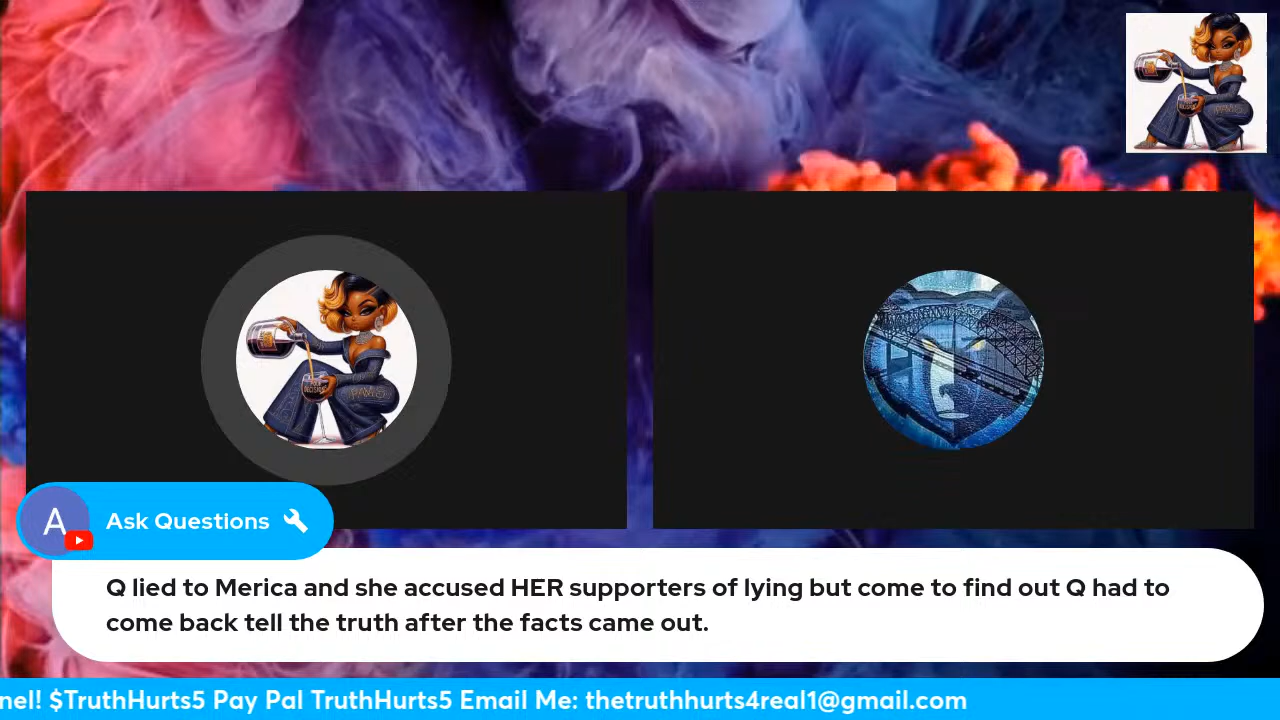 A Ask Questions
Q lied to Merica and she accused HER supporters of lying but come to find out Q had to
come back tell the truth after the facts came out.
nel! $TruthHurts5 Pay Pal TruthHurts5 Email Me: thetruthhurts4real1@gmail.com